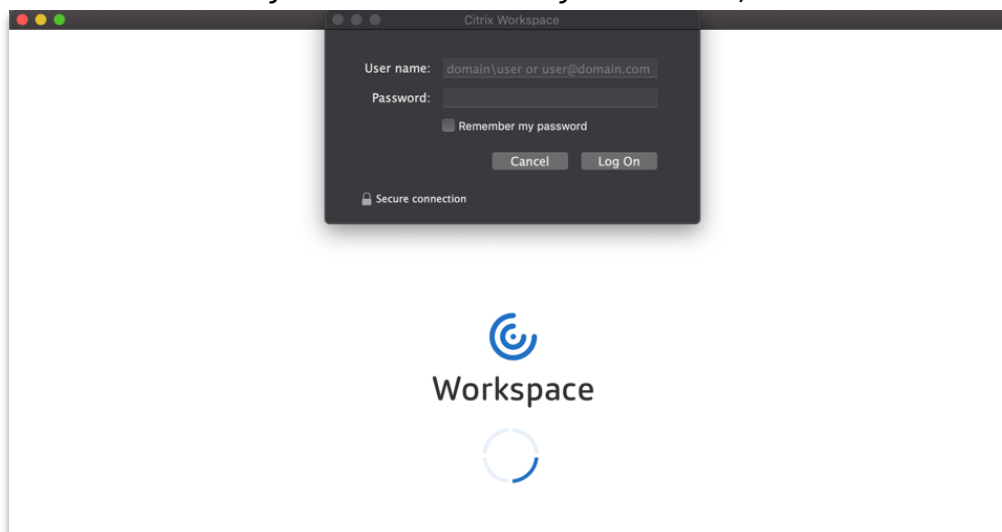 Citrix Workspace
User name: domain\user or user@domain.com
Password:
Remember my password
Cancel Log On
Secure connection
Workspace